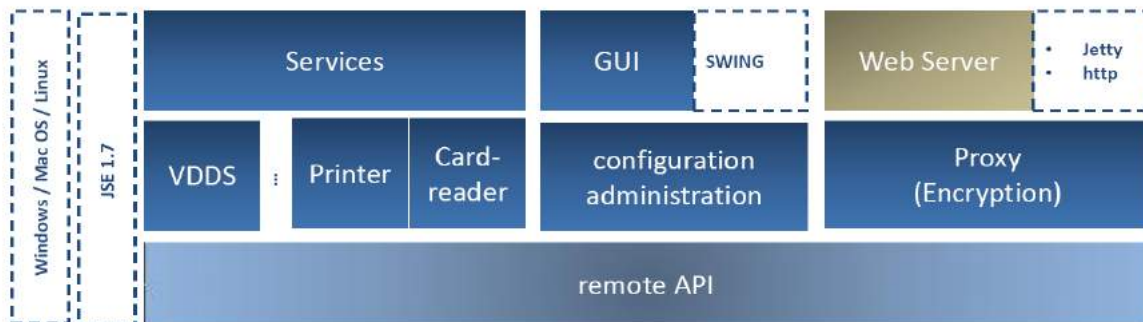 Windows / Mac OS / Linux
JSE 1.7
Services
GUI
SWING
Web Server
• Jetty
• http
VDDS
...
Printer
Card-
reader
configuration
administration
Proxy
(Encryption)
remote API